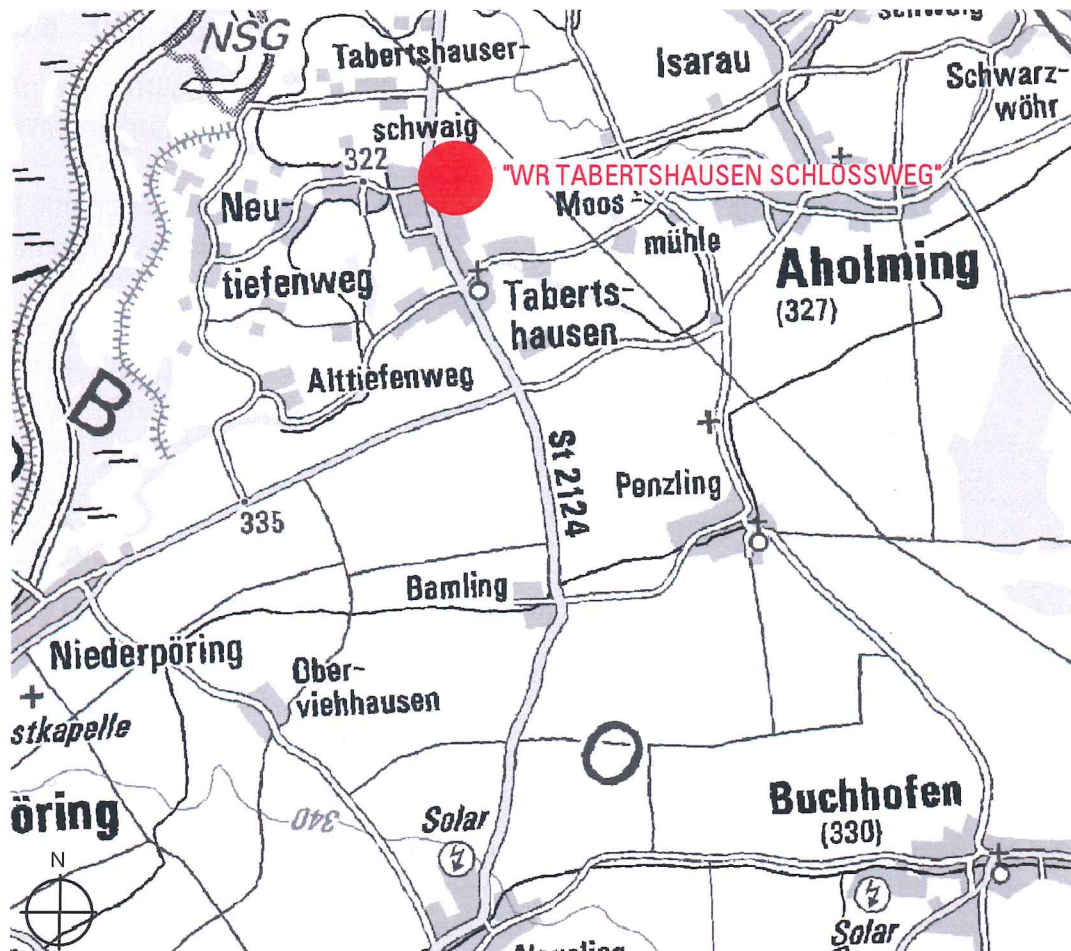 NSG
Tabertshauser-
schwaig
322
Isarau
Schwarz-
wöhr
"WR TABERTSHAUSEN SCHLOSSWEG"
Neu-
tiefenweg
Moos-
mühle
Aholming
(327)
Taberts-
hausen
Alttiefenweg
B
St 2124
335
Penzling
Bamling
Niederpöring
Ober-
viehhausen
stkapelle
öring
340
Solar
O
Buchhofen
(330)
Solar
N